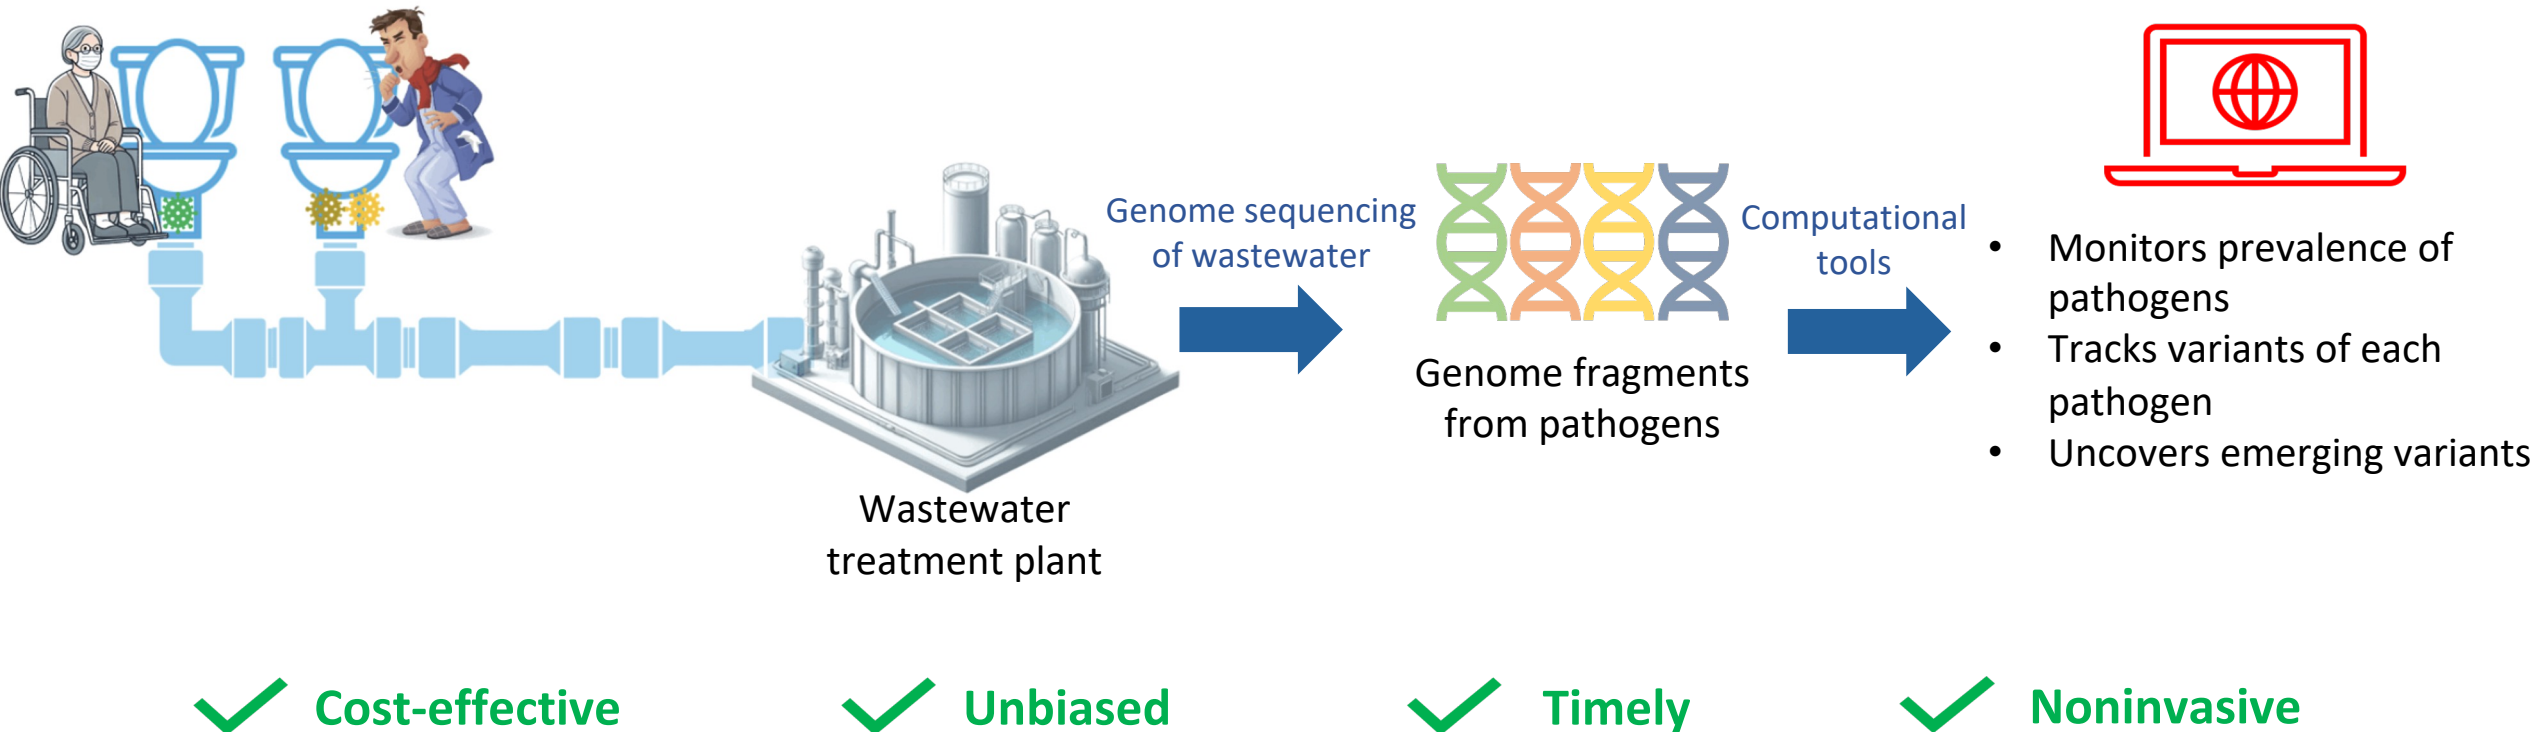 Genome sequencing
of wastewater
Computational
tools
Wastewater
treatment plant
Genome fragments
from pathogens
• Monitors prevalence of
pathogens
• Tracks variants of each
pathogen
• Uncovers emerging variants
Cost-effective
Unbiased
Timely
Noninvasive